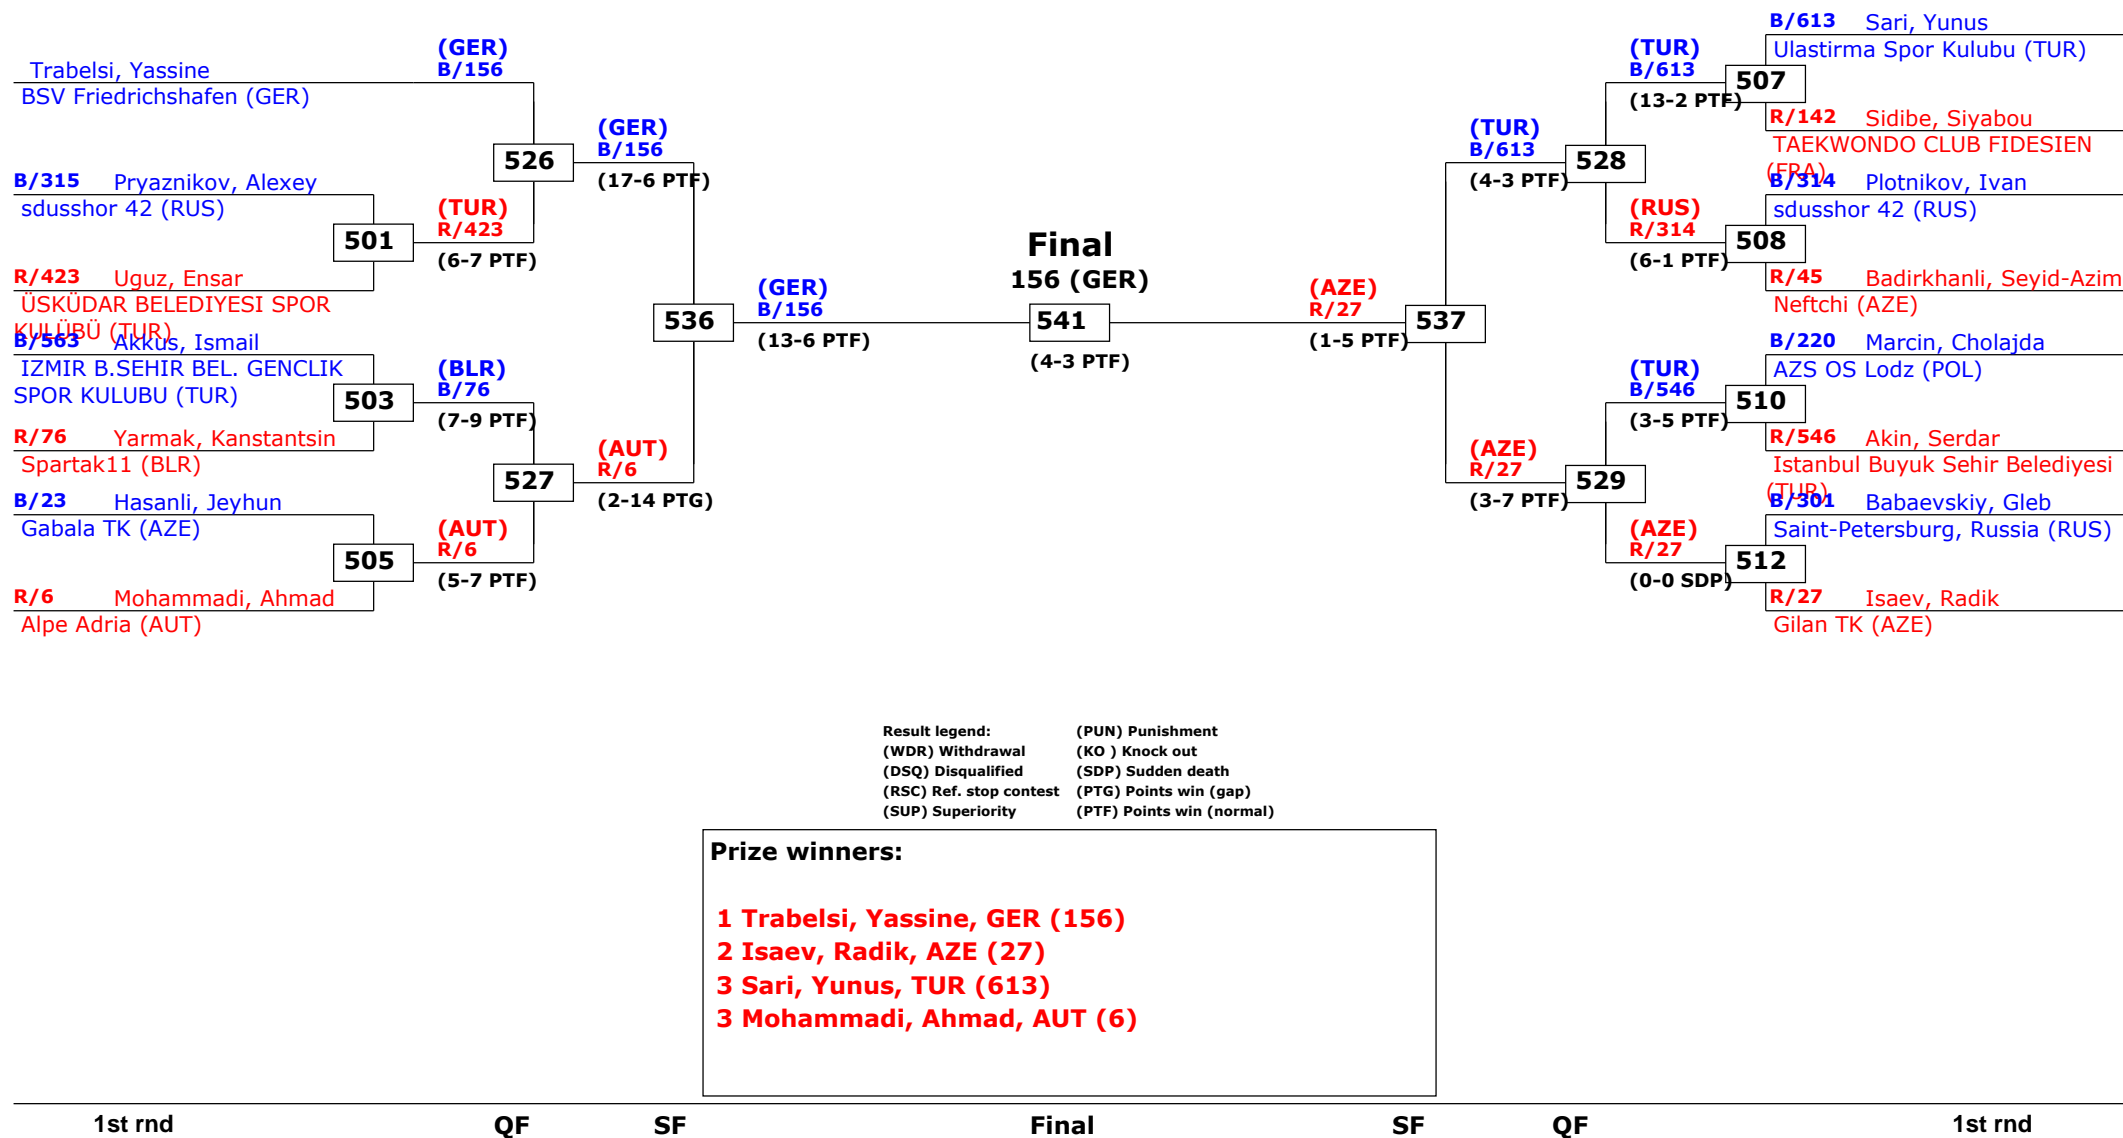 Trabelsi, Yassine
BSV Friedrichshafen (GER)
B/315 Pryaznikov, Alexey
sdusshor 42 (RUS)
501
R/423 Uguz, Ensar
ÜSKÜDAR BELEDIYESI SPOR
KULÜBÜ (TUR)
B/563 Akkus, Ismail
IZMIR B.SEHIR BEL. GENCLIK
SPOR KULUBU (TUR)
503
R/76 Yarmak, Kanstantsin
Spartak11 (BLR)
B/23 Hasanli, Jeyhun
Gabala TK (AZE)
505
R/6 Mohammadi, Ahmad
Alpe Adria (AUT)
(GER)
B/156
526
(TUR)
R/423
(6-7 PTF)
(BLR)
B/76
(7-9 PTF)
527
(AUT)
R/6
(5-7 PTF)
(GER)
B/156
(17-6 PTF)
536
(AUT)
R/6
(2-14 PTG)
(GER)
B/156
(13-6 PTF)
Final
156 (GER)
541
(4-3 PTF)
(AZE)
R/27
(1-5 PTF)
537
(TUR)
B/613
(4-3 PTF)
528
(AZE)
R/27
(3-7 PTF)
529
(TUR)
B/613
(13-2 PTF)
507
(RUS)
R/314
(6-1 PTF)
508
(TUR)
B/546
(3-5 PTF)
510
(AZE)
R/27
(0-0 SDP)
512
B/613 Sari, Yunus
Ulastirma Spor Kulubu (TUR)
R/142 Sidibe, Siyabou
TAEKWONDO CLUB FIDESIEN
(FRA)
B/314 Plotnikov, Ivan
sdusshor 42 (RUS)
R/45 Badirkhanli, Seyid-Azim
Neftchi (AZE)
B/220 Marcin, Cholajda
AZS OS Lodz (POL)
R/546 Akin, Serdar
Istanbul Buyuk Sehir Belediyesi
(TUR)
B/301 Babaevskiy, Gleb
Saint-Petersburg, Russia (RUS)
R/27 Isaev, Radik
Gilan TK (AZE)
Result legend: (PUN) Punishment
(WDR) Withdrawal (KO ) Knock out
(DSQ) Disqualified (SDP) Sudden death
(RSC) Ref. stop contest (PTG) Points win (gap)
(SUP) Superiority (PTF) Points win (normal)
Prize winners:
1 Trabelsi, Yassine, GER (156)
2 Isaev, Radik, AZE (27)
3 Sari, Yunus, TUR (613)
3 Mohammadi, Ahmad, AUT (6)
1st rnd QF SF Final SF QF 1st rnd